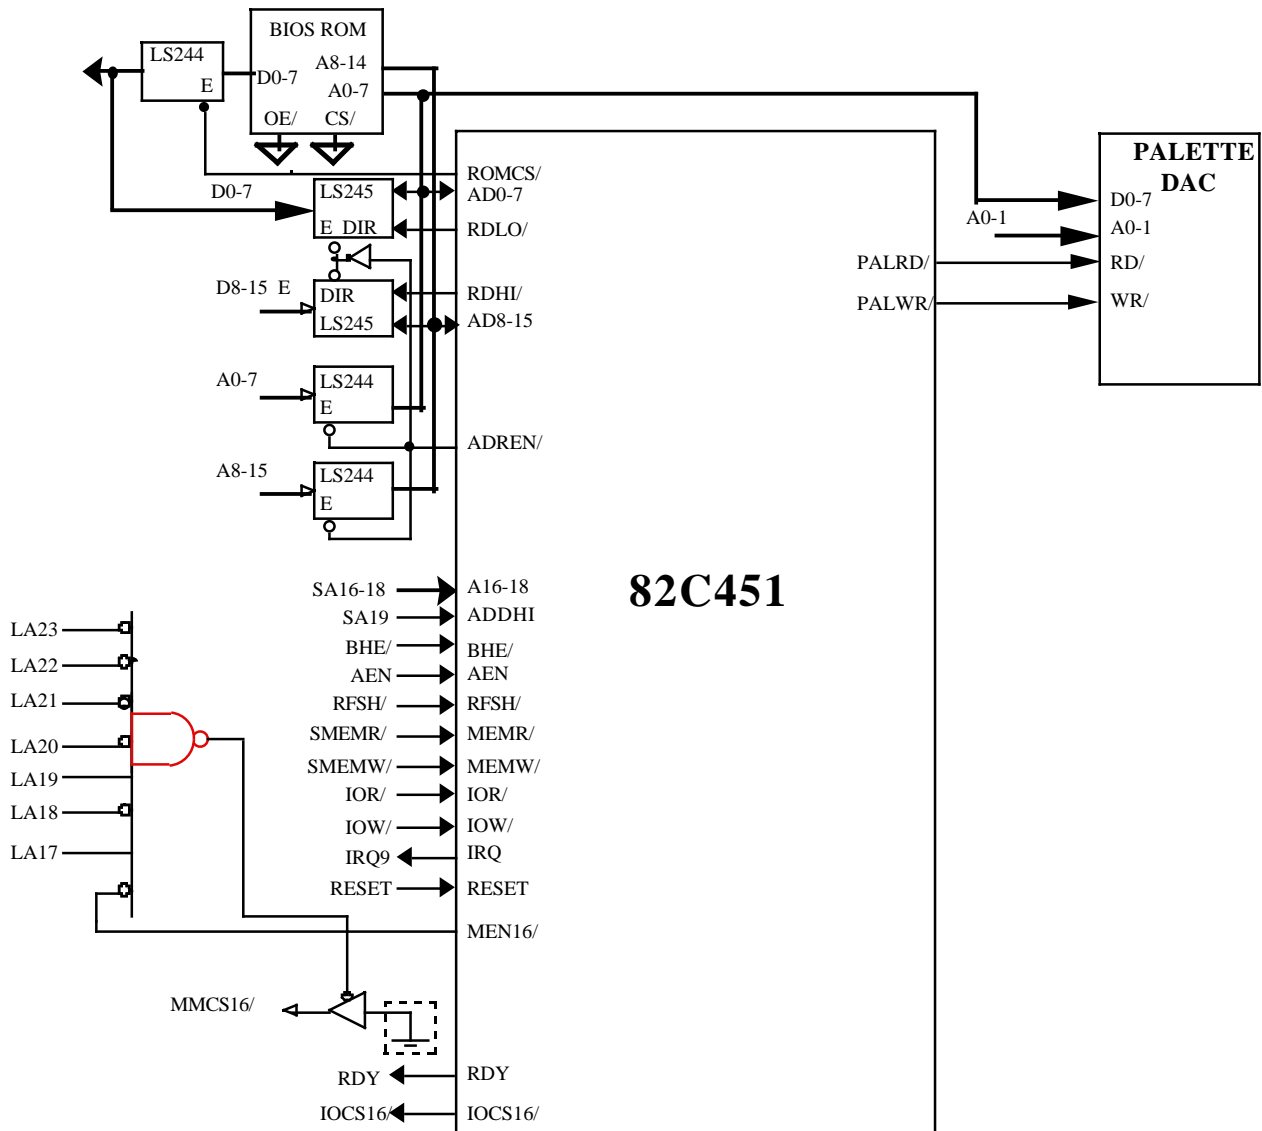 BIOS ROM
LS244
E
D0-7
A8-14
A0-7
OE/ CS/
PALETTE
DAC
D0-7
A0-1
A0-1
RD/
WR/
PALRD/
PALWR/
ROMCS/
AD0-7
D0-7
LS245
E DIR
RDLO/
D8-15 E
DIR
LS245
RDHI/
AD8-15
A0-7
LS244
E
ADREN/
A8-15
LS244
E
82C451
SA16-18 A16-18
SA19 ADDHI
BHE/ BHE/
AEN AEN
RFSH/ RFSH/
SMEMR/ MEMR/
SMEMW/ MEMW/
IOR/ IOR/
IOW/ IOW/
IRQ9 IRQ
RESET RESET
MEN16/
LA23
LA22
LA21
LA20
LA19
LA18
LA17
MMCS16/
RDY RDY
IOCS16/ IOCS16/